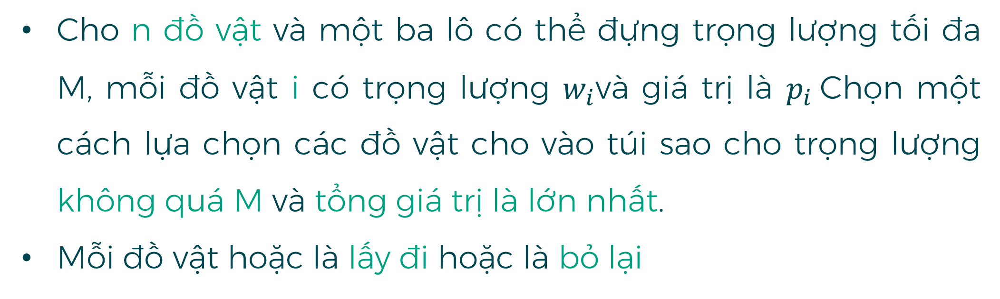 • Cho n đồ vật và một ba lô có thể đựng trọng lượng tối đa
M, mỗi đồ vật i có trọng lượng wᵢvà giá trị là pᵢ Chọn một
cách lựa chọn các đồ vật cho vào túi sao cho trọng lượng
không quá M và tổng giá trị là lớn nhất.
• Mỗi đồ vật hoặc là lấy đi hoặc là bỏ lại